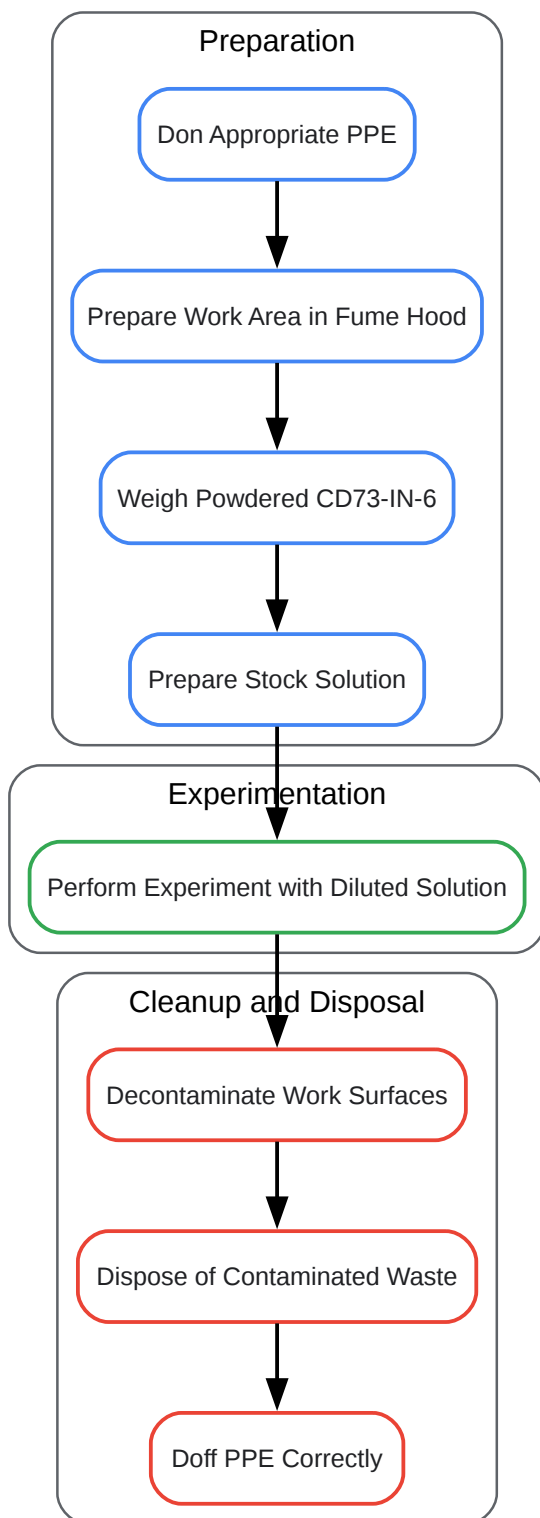 Preparation
Don Appropriate PPE
Prepare Work Area in Fume Hood
Weigh Powdered CD73-IN-6
Prepare Stock Solution
Experimentation
Perform Experiment with Diluted Solution
Cleanup and Disposal
Decontaminate Work Surfaces
Dispose of Contaminated Waste
Doff PPE Correctly